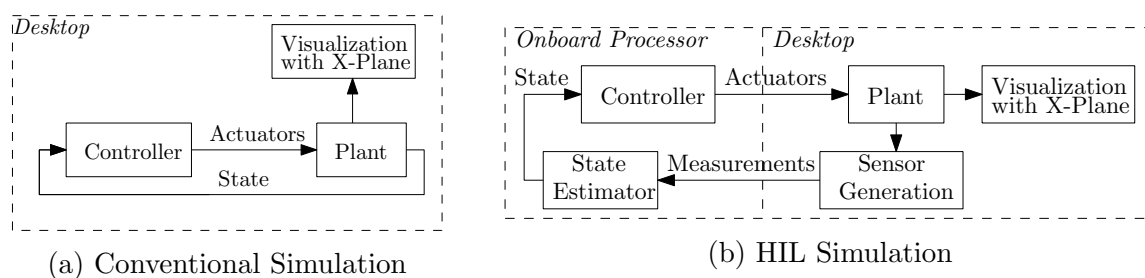 Desktop
Visualization
with X-Plane
Controller
Actuators
Plant
State
(a) Conventional Simulation
Onboard Processor
Desktop
State
Controller
Actuators
Plant
Visualization
with X-Plane
State
Estimator
Measurements
Sensor
Generation
(b) HIL Simulation